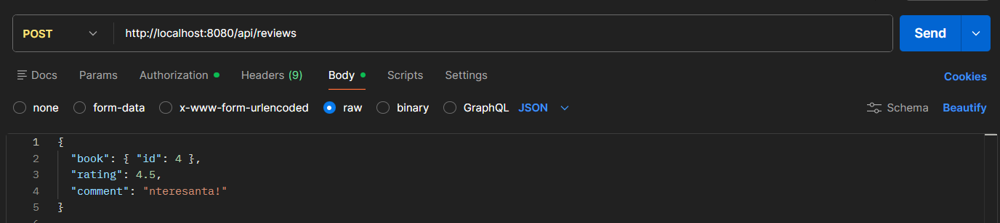 POST http://localhost:8080/api/reviews Send
Docs Params Authorization Headers (9) Body Scripts Settings Cookies
none form-data x-www-form-urlencoded raw binary GraphQL JSON Schema Beautify
1 {
2 "book": { "id": 4 },
3 "rating": 4.5,
4 "comment": "nteresanta!"
5 }